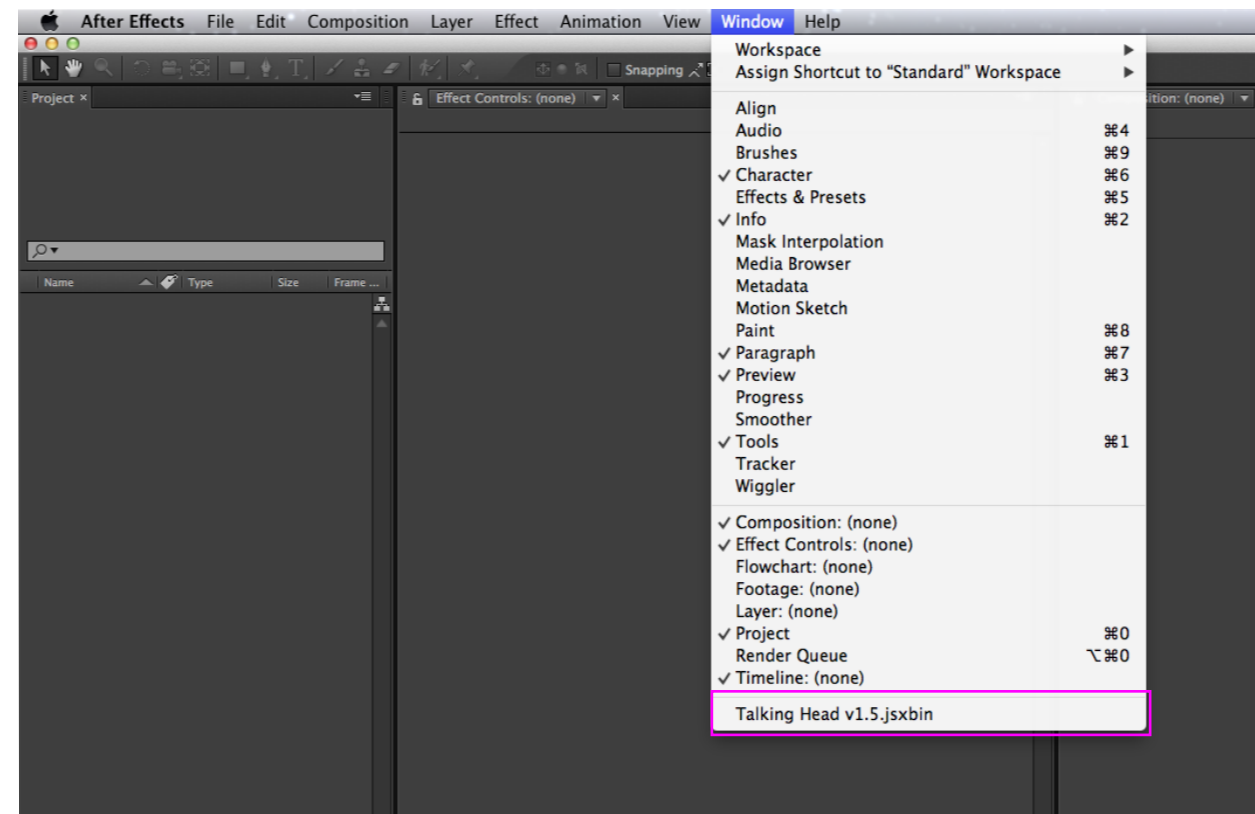 After Effects File Edit Composition Layer Effect Animation View Window Help
Snapping
Project ×
Effect Controls: (none) ×
Name Type Size Frame ...
Workspace
Assign Shortcut to “Standard” Workspace
Align
Audio ⌘4
Brushes ⌘9
✓ Character ⌘6
Effects & Presets ⌘5
✓ Info ⌘2
Mask Interpolation
Media Browser
Metadata
Motion Sketch
Paint ⌘8
✓ Paragraph ⌘7
✓ Preview ⌘3
Progress
Smoother
✓ Tools ⌘1
Tracker
Wiggler
✓ Composition: (none)
✓ Effect Controls: (none)
Flowchart: (none)
Footage: (none)
Layer: (none)
✓ Project ⌘0
Render Queue ⌥⌘0
✓ Timeline: (none)
Talking Head v1.5.jsxbin
ition: (none)